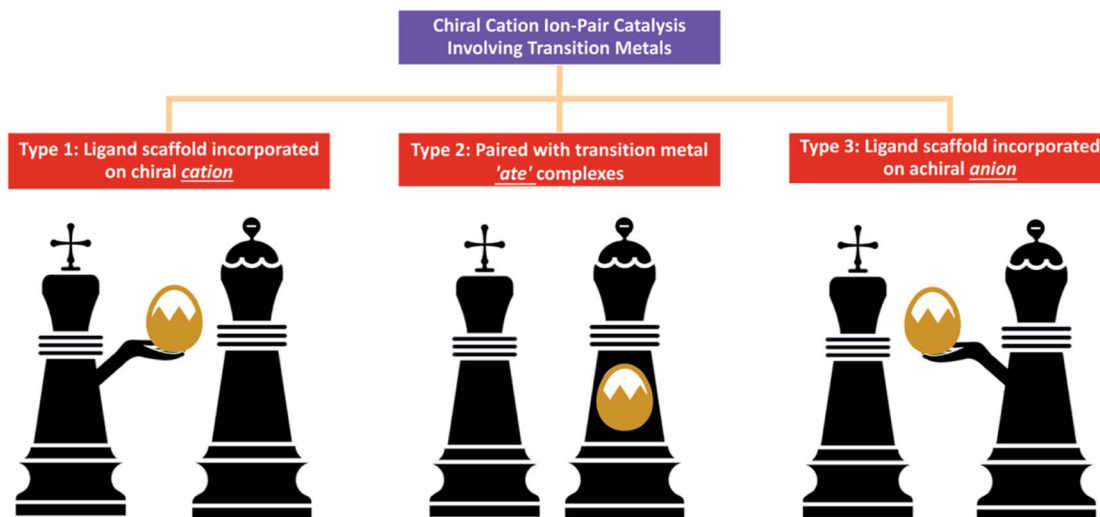 Chiral Cation Ion-Pair Catalysis
Involving Transition Metals
Type 1: Ligand scaffold incorporated
on chiral cation
Type 2: Paired with transition metal
'ate' complexes
Type 3: Ligand scaffold incorporated
on achiral anion